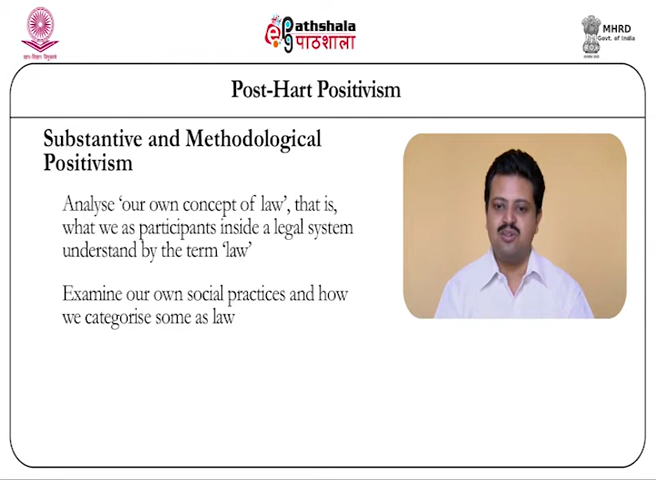 ePathshala
पाठशाला
MHRD
Govt. of India
Post-Hart Positivism
Substantive and Methodological
Positivism
Analyse ‘our own concept of law’, that is,
what we as participants inside a legal system
understand by the term ‘law’
Examine our own social practices and how
we categorise some as law